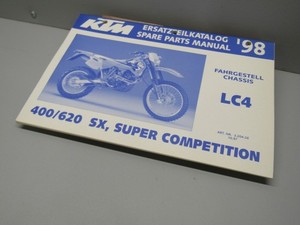 KTM
ERSATZTEILKATALOG
SPARE PARTS MANUAL
'98
FAHRGESTELL
CHASSIS
LC4
400/620 SX, SUPER COMPETITION